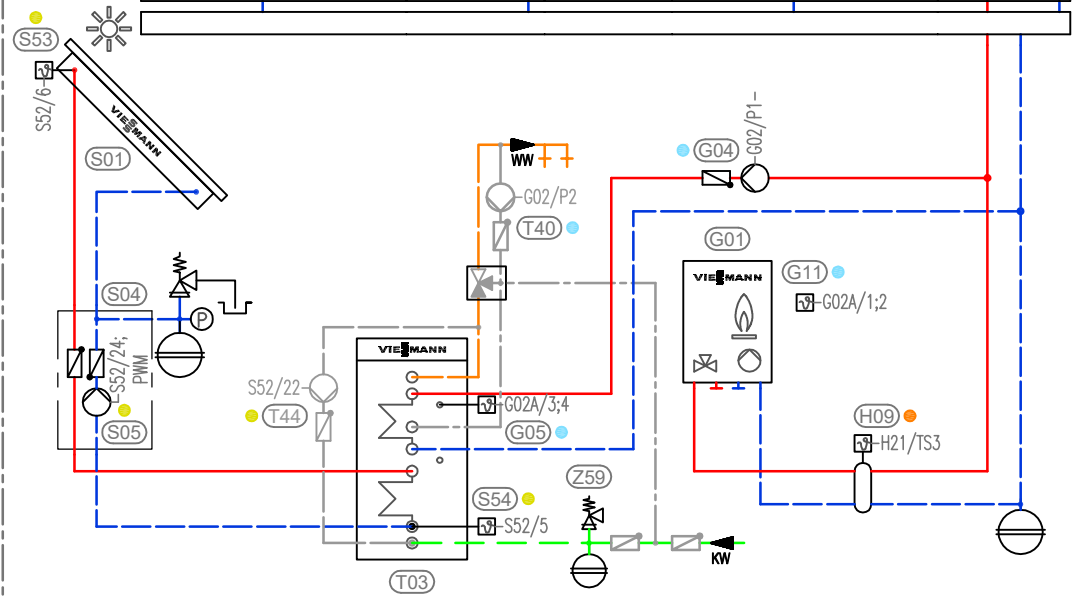 S53
S52/6
VIESSMANN
S01
G02/P1
G04
WW
G02/P2
T40
G01
VIESMANN
G11
G02A/1;2
S04
P
S52/24;
PWM
S05
VIESMANN
S52/22
T44
G02A/3;4
G05
H09
H21/TS3
Z59
S54
S52/5
KW
T03